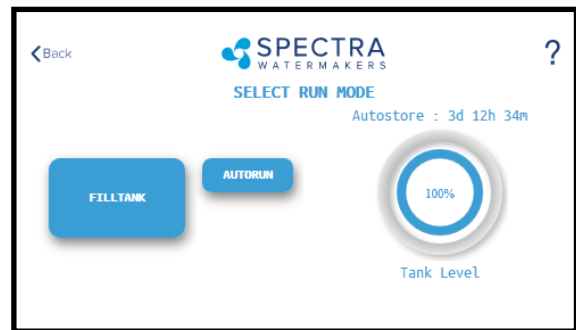 Back
SPECTRA
WATERMAKERS
?
SELECT RUN MODE
Autostore : 3d 12h 34m
FILLTANK
AUTORUN
100%
Tank Level